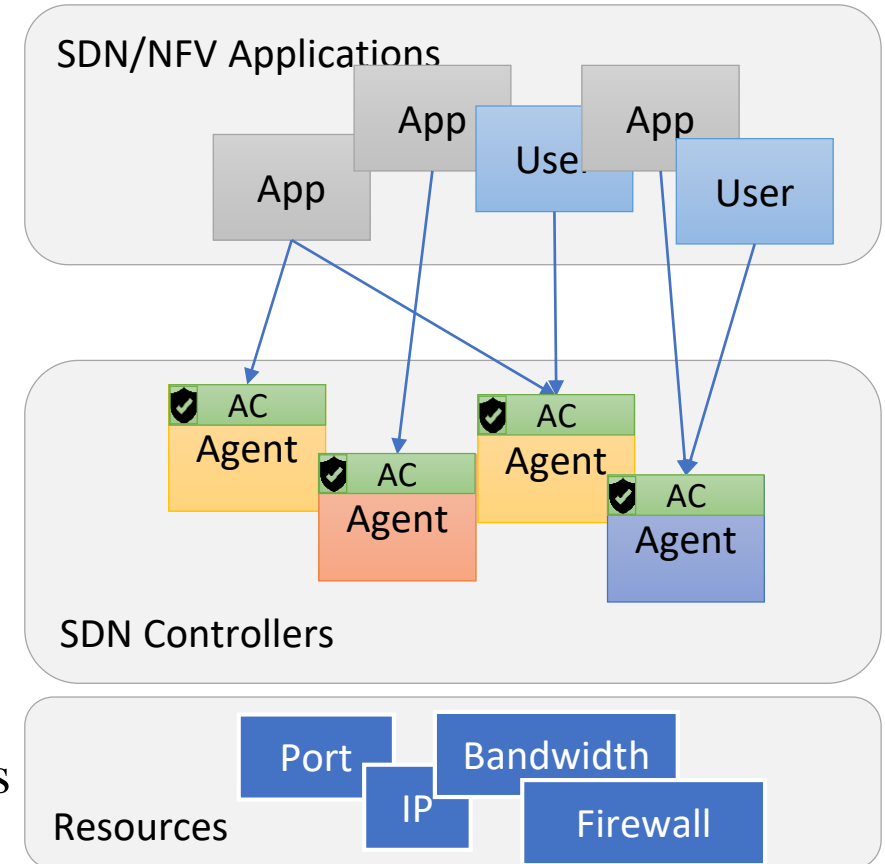 SDN/NFV Applications
App
App
User
App
User
AC
Agent
AC
Agent
AC
Agent
AC
Agent
SDN Controllers
Port
IP
Bandwidth
Firewall
Resources
s